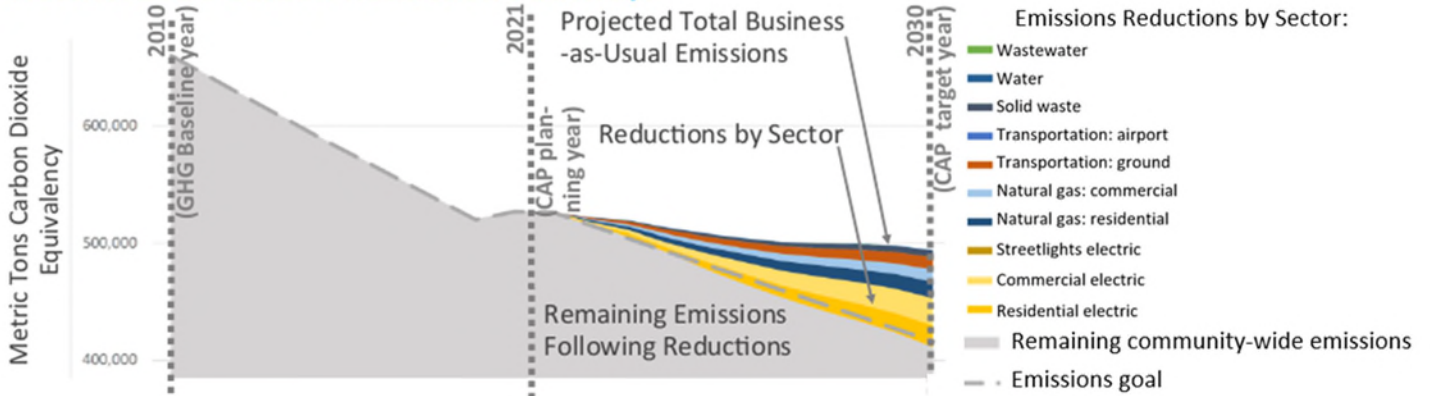 Metric Tons Carbon Dioxide
Equivalency
600,000
500,000
400,000
2010
(GHG Baseline year)
2021
(CAP plan-
ning year)
Projected Total Business
-as-Usual Emissions
Reductions by Sector
Remaining Emissions
Following Reductions
2030
(CAP target year)
Emissions Reductions by Sector:
Wastewater
Water
Solid waste
Transportation: airport
Transportation: ground
Natural gas: commercial
Natural gas: residential
Streetlights electric
Commercial electric
Residential electric
Remaining community-wide emissions
Emissions goal